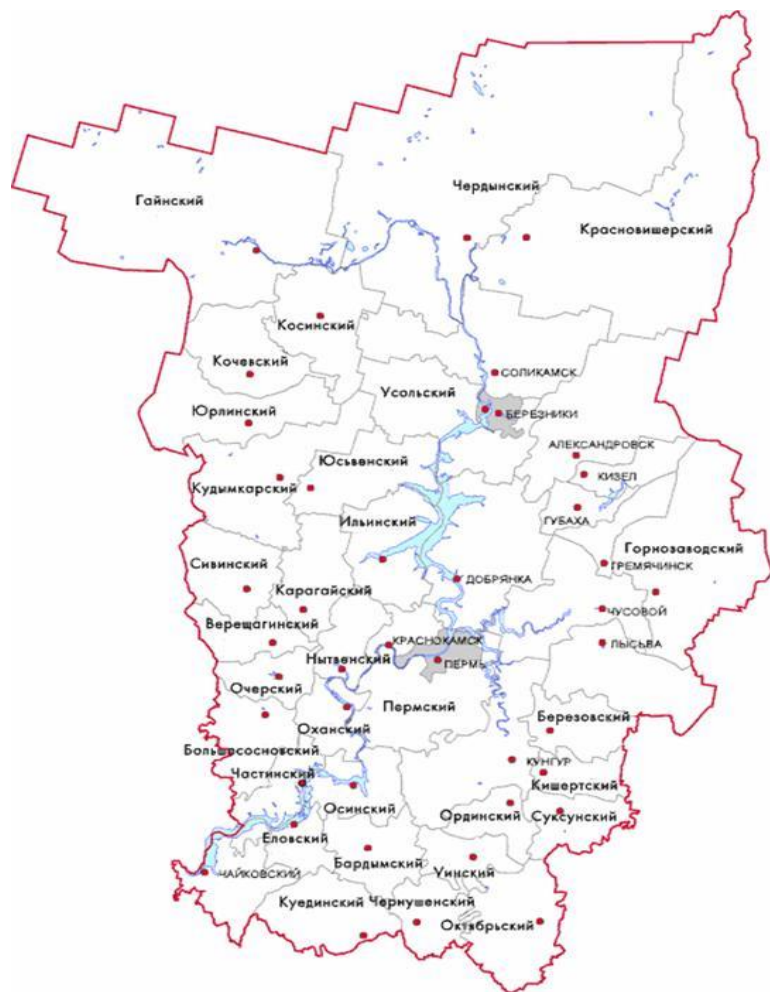 Чердынский
Гайнский
Красновишерский
Косинский
Кочевский
СОЛИКАМСК
Усольский
Юрлинский
БЕРЕЗНИКИ
АЛЕКСАНДРОВСК
Юсьвенский
КИЗЕЛ
Кудымкарский
Ильинский
ГУБАХА
Горнозаводский
Сивинский
ГРЕМЯЧИНСК
ДОБРЯНКА
Карагайский
ЧУСОВОЙ
Верещагинский
КРАСНОКАМСК
ЛЫСЬВА
Нытвенский
ПЕРМЬ
Очерский
Пермский
Березовский
Оханский
Большесосновский
КУНГУР
Частинский
Кишертский
Осинский
Ординский
Суксунский
Еловский
Бардымский
Уинский
ЧАЙКОВСКИЙ
Куединский Чернушенский
Октябрьский